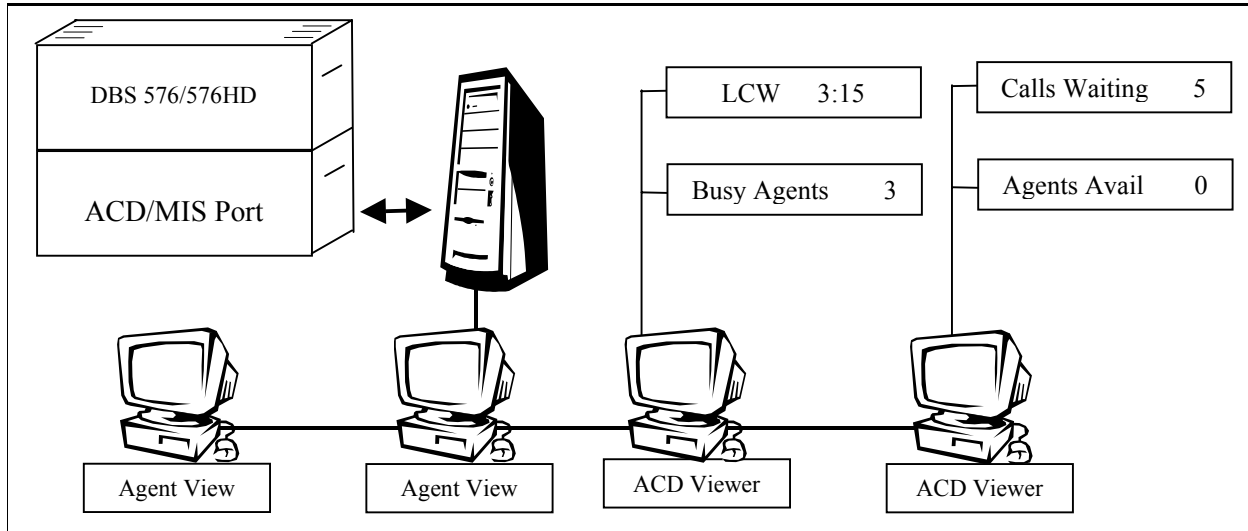 DBS 576/576HD
ACD/MIS Port
LCW 3:15
Busy Agents 3
Calls Waiting 5
Agents Avail 0
Agent View
Agent View
ACD Viewer
ACD Viewer